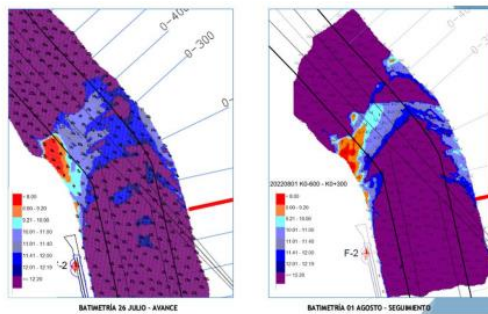 0-400
0-300
0-
< 8.00
8.00 - 9.20
9.21 - 10.00
10.01 - 11.00
11.01 - 11.40
11.41 - 12.00
12.01 - 12.19
>= 12.20
F-2
BATIMETRÍA 26 JULIO - AVANCE
0-400
0-300
20220801 K0-600 - K0+300
< 8.00
8.00 - 9.20
9.21 - 10.00
10.01 - 11.00
11.01 - 11.40
11.41 - 12.00
12.01 - 12.19
>= 12.20
F-2
BATIMETRÍA 01 AGOSTO - SEGUIMIENTO